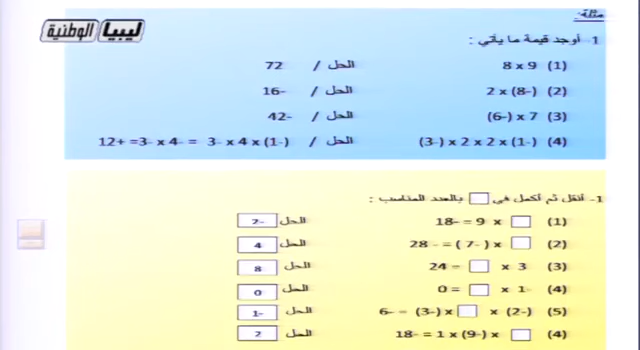 ليبيا الوطنية
مثلة:
1- أوجد قيمة ما يأتي :
(1) 8 x 9 الحل / 72
(2) 2 x (8-) الحل / 16-
(3) (6-) x 7 الحل / 42-
(4) (3-) x 2 x 2 x (1-) الحل / 3- x 4 x (1-) = 3- x 4- = 12+
1- أنقل ثم أكمل في □ بالعدد المناسب :
(1) 18- = 9 x □ الحل 2-
(2) 28- = (7-) x □ الحل 4
(3) 24 = □ x 3 الحل 8
(4) 0 = □ x 1- الحل 0
(5) 6- = (3-) x □ x (2-) الحل 1-
(4) 18- = 1 x (9-) x □ الحل 2